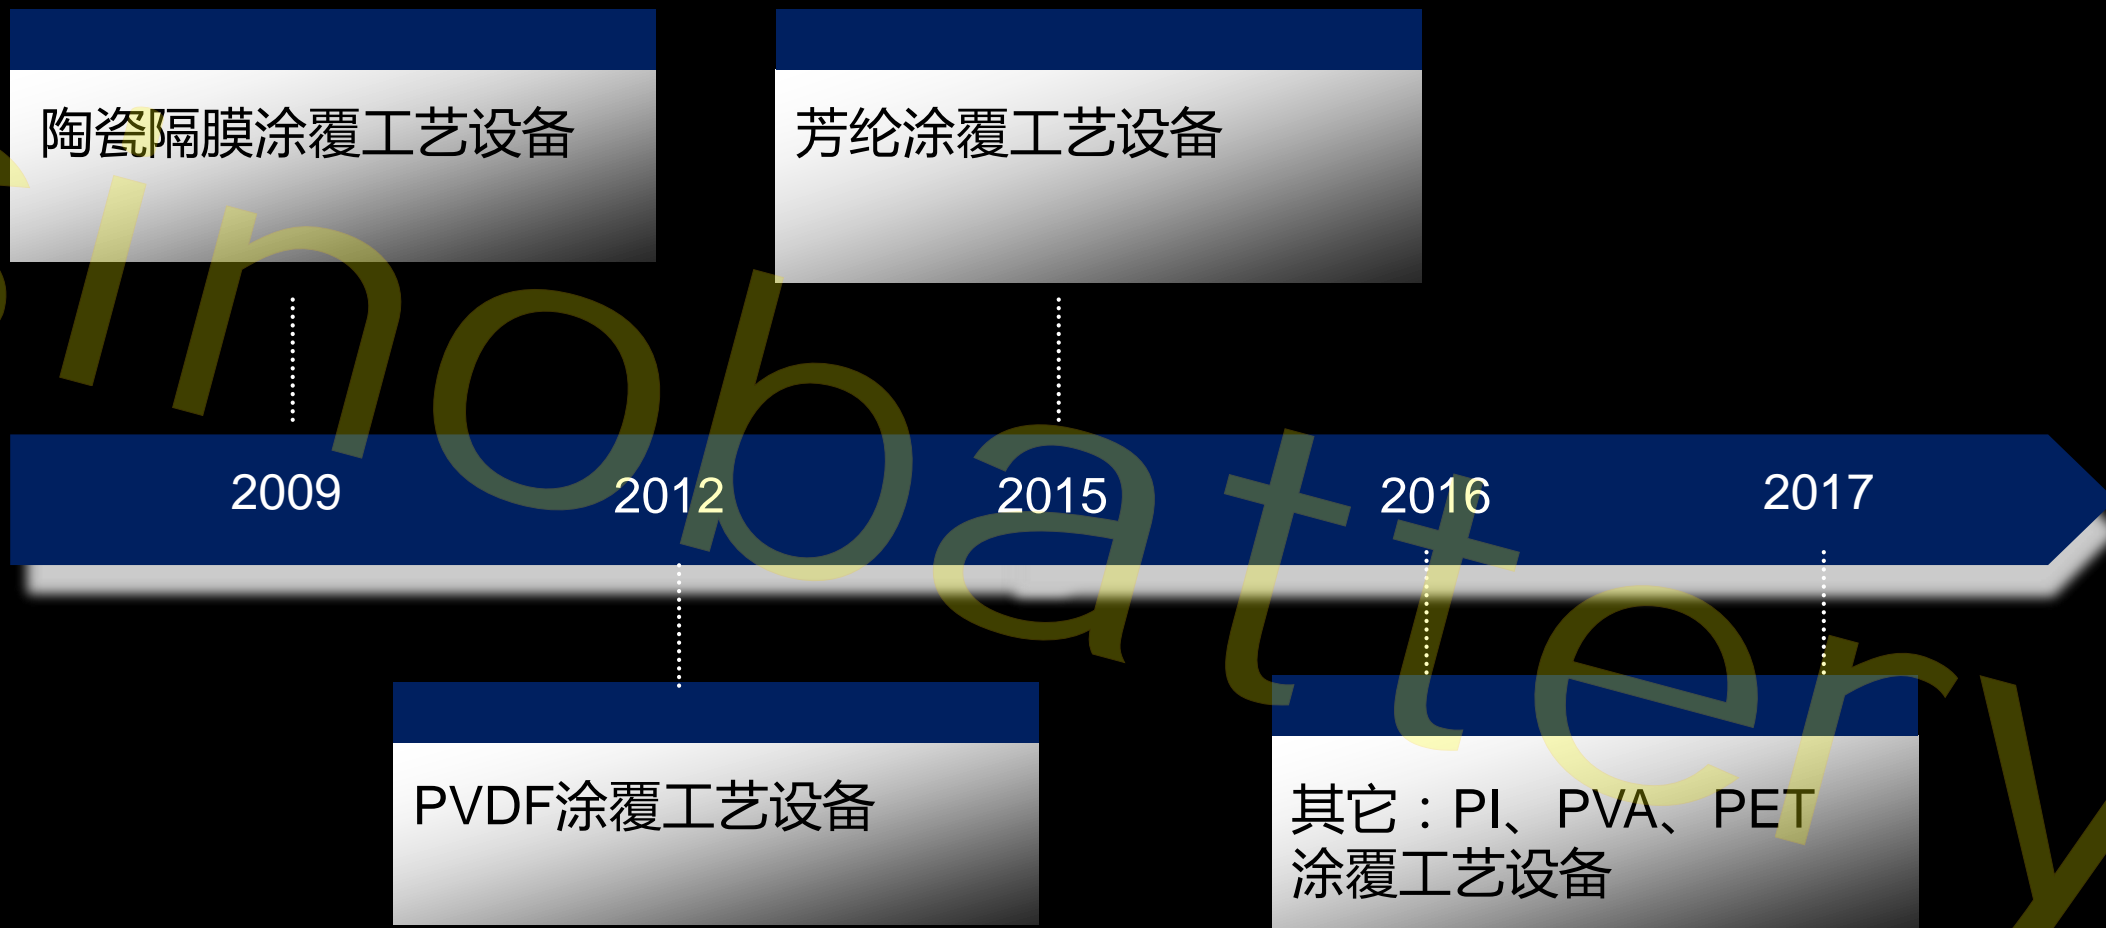 陶瓷隔膜涂覆工艺设备
芳纶涂覆工艺设备
2009
2012
2015
2016
2017
PVDF涂覆工艺设备
其它：PI、PVA、PET
涂覆工艺设备
Sinobattery